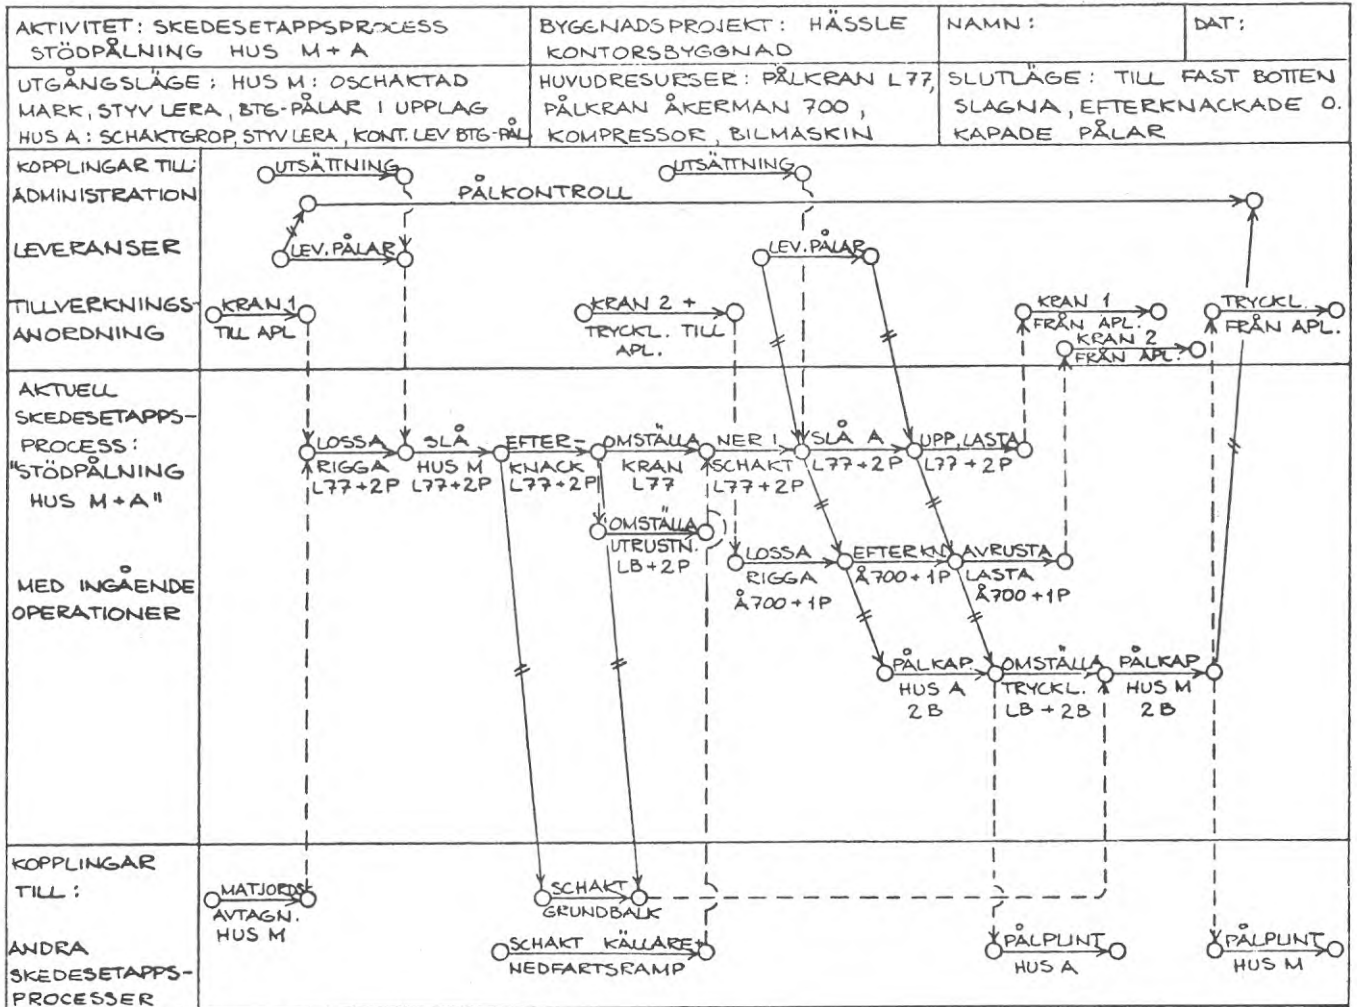 AKTIVITET: SKEDESETAPPSPROCESS
STÖDPÅLNING HUS M + A
BYGGNADSPROJEKT: HÄSSLE
KONTORSBYGGNAD
NAMN:
DAT:
UTGÅNGSLÄGE: HUS M: OSCHAKTAD
MARK, STYV LERA, BTG-PÅLAR I UPPLAG
HUS A: SCHAKTGROP, STYV LERA, KONT. LEV BTG-PÅL
HUVUDRESURSER: PÅLKRAN L77,
PÅLKRAN ÅKERMAN 700,
KOMPRESSOR, BILMASKIN
SLUTLÄGE: TILL FAST BOTTEN
SLAGNA, EFTERKNACKADE O.
KAPADE PÅLAR
KOPPLINGAR TILL:
ADMINISTRATION
UTSÄTTNING
UTSÄTTNING
PÅLKONTROLL
LEVERANSER
LEV. PÅLAR
LEV. PÅLAR
TILLVERKNINGS-
ANORDNING
KRAN 1
TILL APL
KRAN 2 +
TRYCKL. TILL
APL.
KRAN 1
FRÅN APL.
KRAN 2
FRÅN APL.
TRYCKL.
FRÅN APL.
AKTUELL
SKEDESETAPPS-
PROCESS:
"STÖDPÅLNING
HUS M + A"
LOSSA
RIGGA
L77+2P
SLÅ
HUS M
L77+2P
EFTER-
KNACK
L77+2P
OMSTÄLLA
KRAN
L77
NER I
SCHAKT
L77+2P
SLÅ A
L77+2P
UPP, LASTA
L77+2P
OMSTÄLLA
UTRUSTN.
LB+2P
MED INGÅENDE
OPERATIONER
LOSSA
RIGGA
Å700+1P
EFTERKN
Å700+1P
AVRUSTA
LASTA
Å700+1P
PÅLKAP.
HUS A
2B
OMSTÄLLA
TRYCKL.
LB+2B
PÅLKAP
HUS M
2B
KOPPLINGAR
TILL:
MATJORDS-
AVTAGN.
HUS M
SCHAKT
GRUNDBALK
ANDRA
SKEDESETAPPS-
PROCESSER
SCHAKT KÄLLARE+
NEDFARTSRAMP
PÅLPLINT
HUS A
PÅLPLINT
HUS M